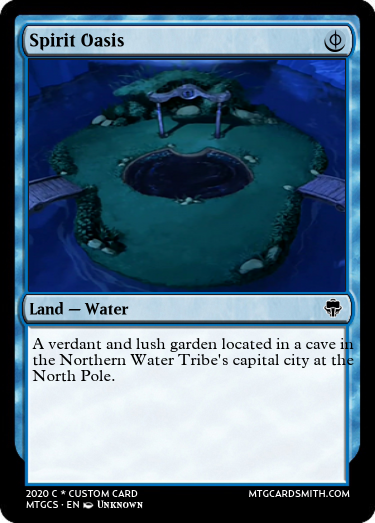 Spirit Oasis
Land — Water
A verdant and lush garden located in a cave in
the Northern Water Tribe's capital city at the
North Pole.
2020 C * CUSTOM CARD
MTGCARDSMITH.COM
MTGCS · EN Unknown